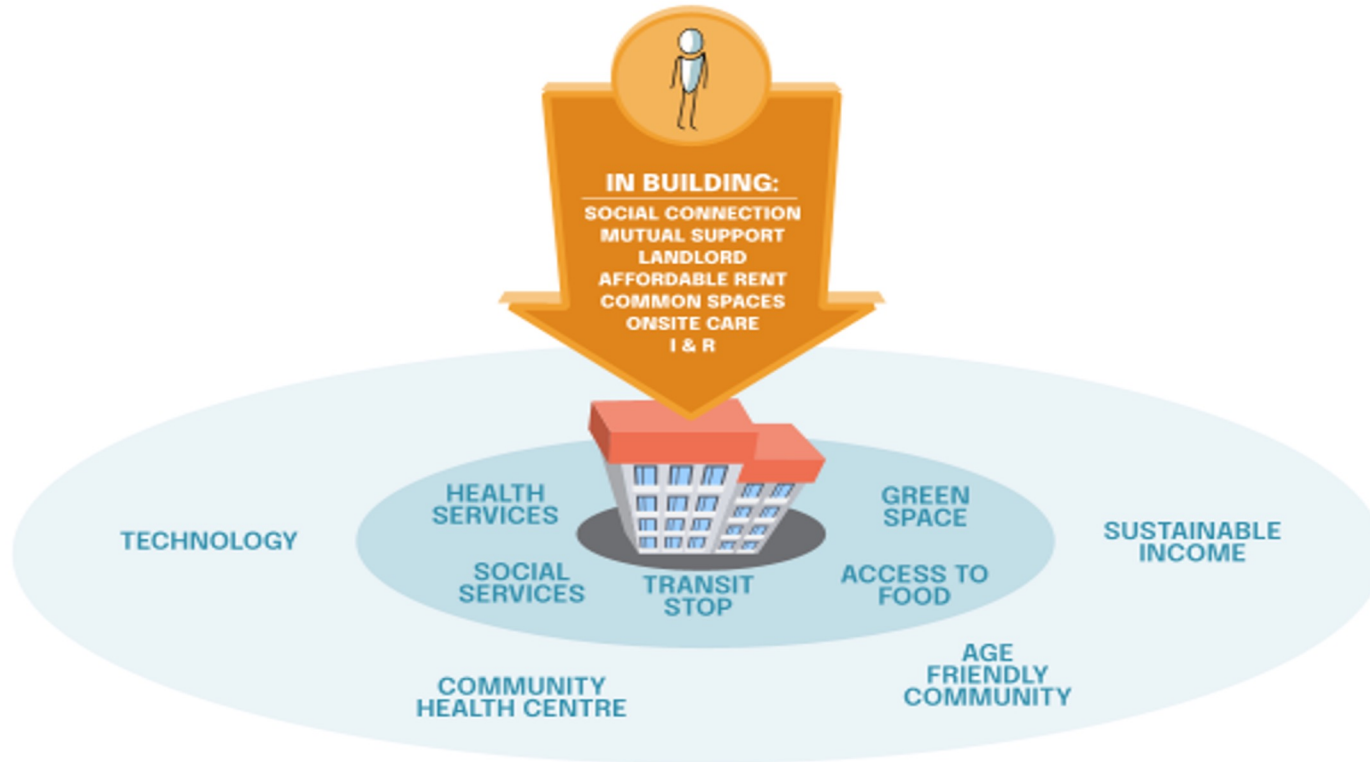 IN BUILDING:
SOCIAL CONNECTION
MUTUAL SUPPORT
LANDLORD
AFFORDABLE RENT
COMMON SPACES
ONSITE CARE
I & R
HEALTH
SERVICES
GREEN
SPACE
TECHNOLOGY
SUSTAINABLE
INCOME
SOCIAL
SERVICES
TRANSIT
STOP
ACCESS TO
FOOD
COMMUNITY
HEALTH CENTRE
AGE
FRIENDLY
COMMUNITY